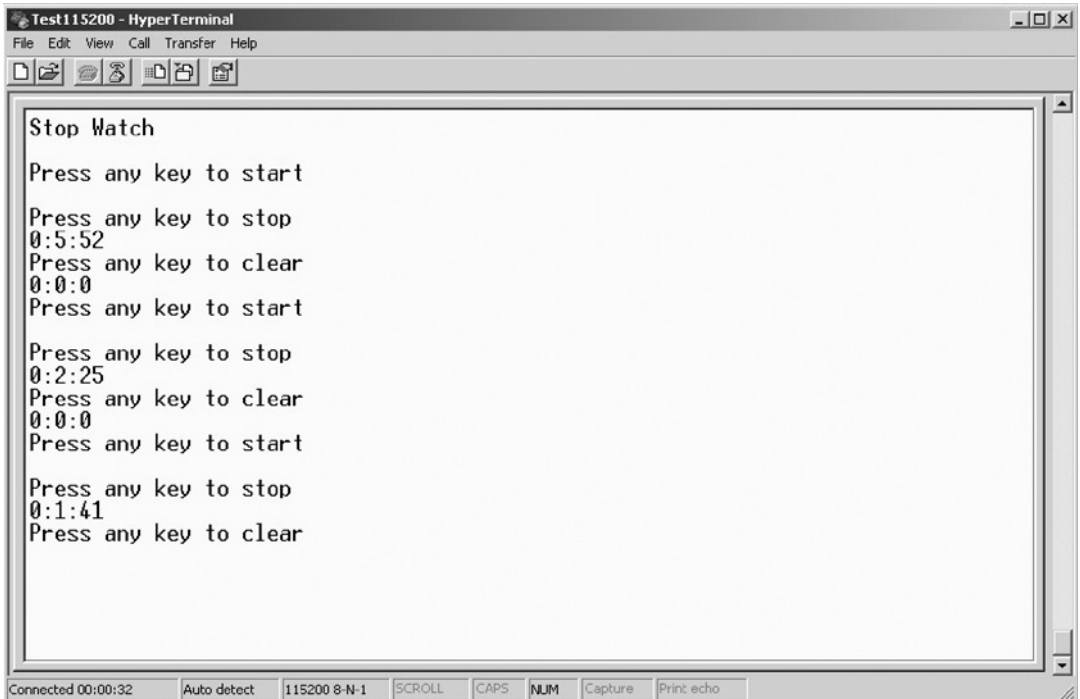 Test115200 - HyperTerminal
File Edit View Call Transfer Help
Stop Watch
Press any key to start
Press any key to stop
0:5:52
Press any key to clear
0:0:0
Press any key to start
Press any key to stop
0:2:25
Press any key to clear
0:0:0
Press any key to start
Press any key to stop
0:1:41
Press any key to clear
Connected 00:00:32 Auto detect 115200 8-N-1 SCROLL CAPS NUM Capture Print echo